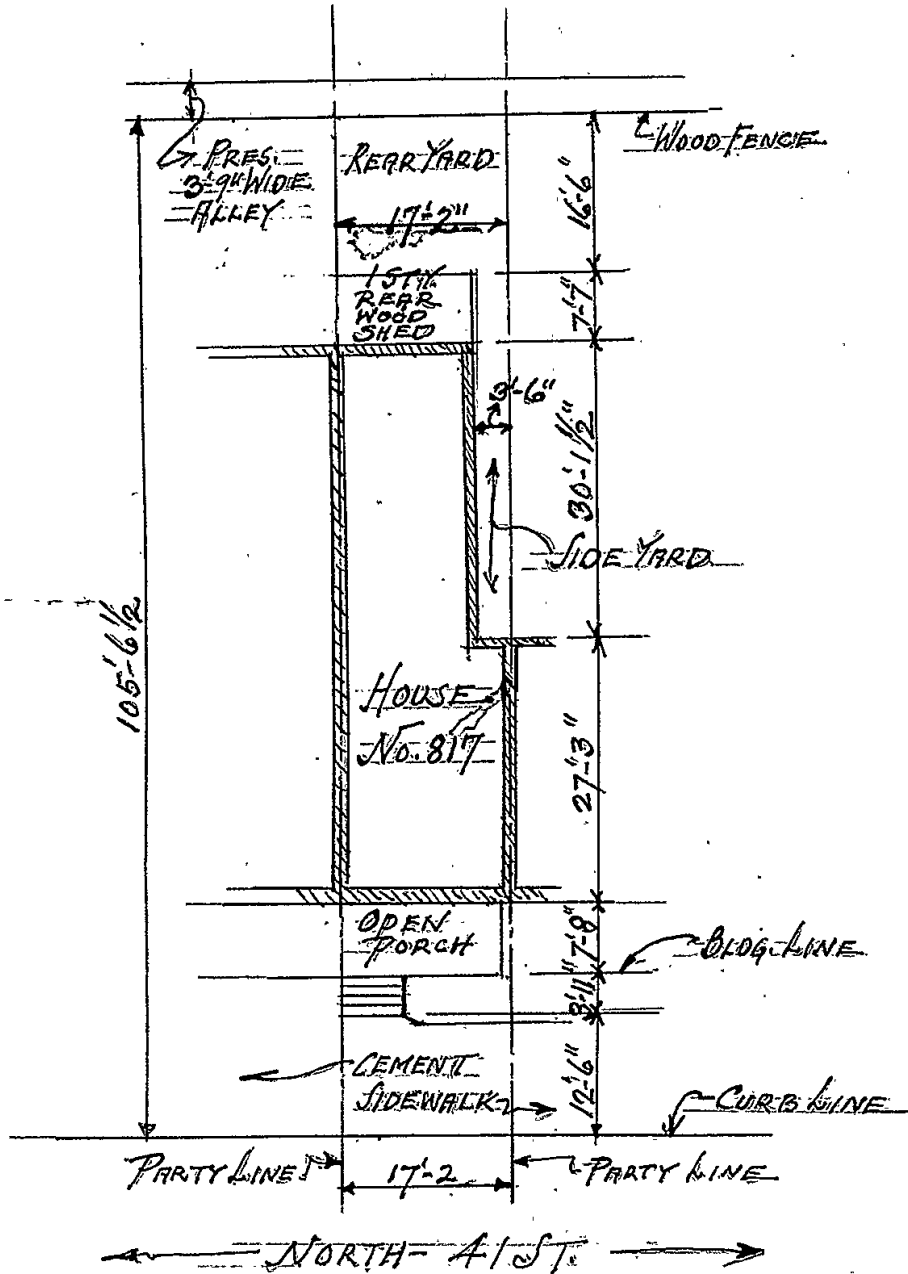 WOOD FENCE
PRES.
3'-9" WIDE
ALLEY
REAR YARD
16'-6"
17'-2"
1 STY.
REAR
WOOD
SHED
7'-7"
3'-6"
30'-1 1/2"
SIDE YARD
105'-6 1/2
HOUSE
NO. 817
27'-3"
OPEN
PORCH
7'-8"
BLDG. LINE
3'-11"
CEMENT
SIDEWALK
12'-6"
CURB LINE
PARTY LINE
17'-2
PARTY LINE
NORTH - 41 ST.